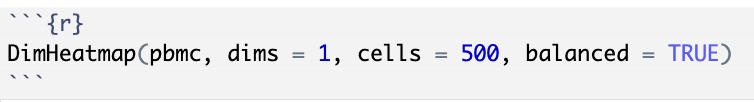 ```{r}
DimHeatmap(pbmc, dims = 1, cells = 500, balanced = TRUE)
```